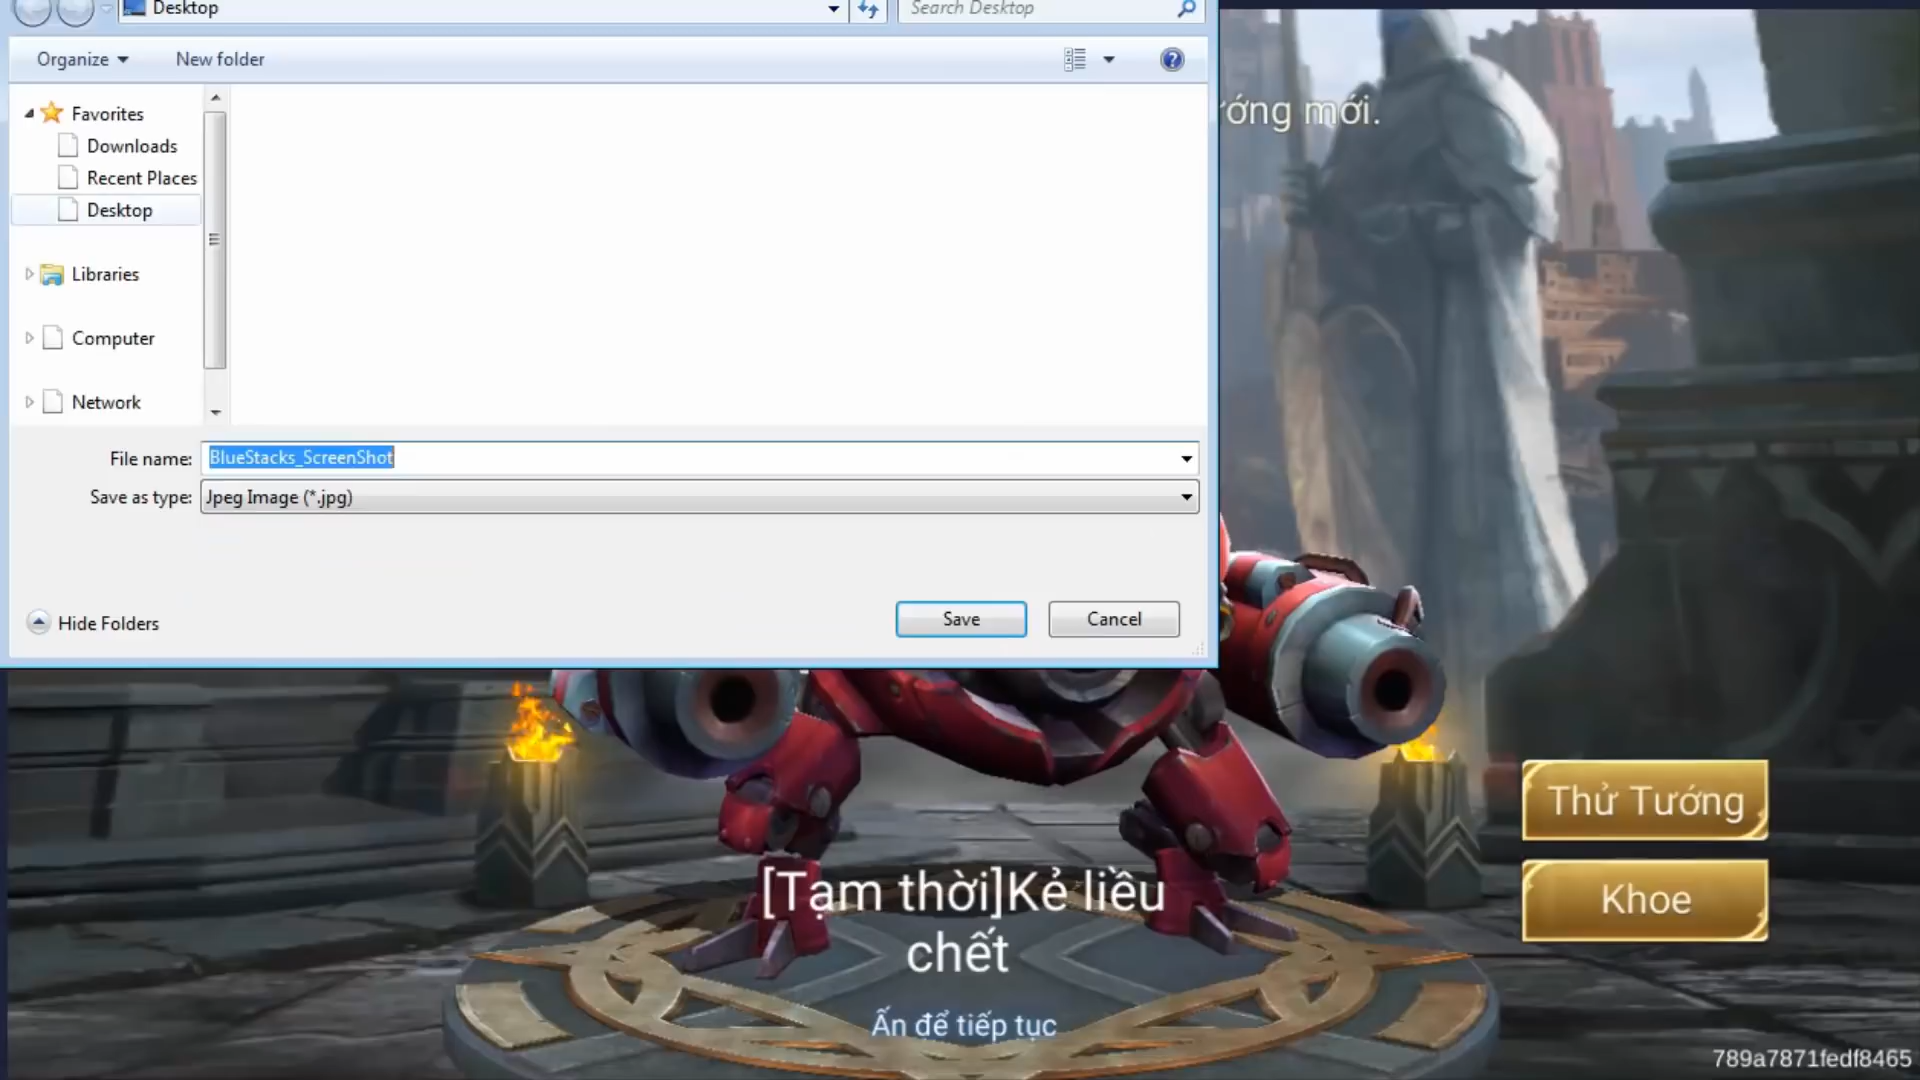 Desktop
Search Desktop
Organize
New folder
ướng mới.
Favorites
Downloads
Recent Places
Desktop
Libraries
Computer
Network
File name:
BlueStacks_ScreenShot
Save as type:
Jpeg Image (*.jpg)
Hide Folders
Save
Cancel
Thử Tướng
Khoe
[Tạm thời]Kẻ liều
chết
Ấn để tiếp tục
789a7871fedf8465